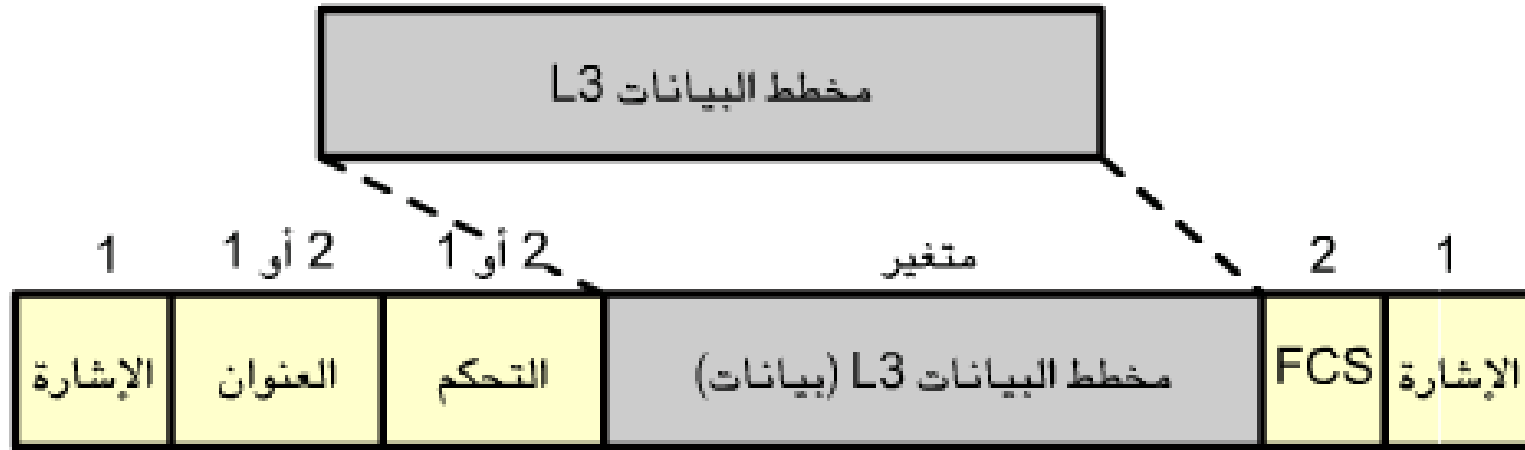 مخطط البيانات L3
1
2 أو 1
2 أو 1
متغير
2
1
الإشارة
العنوان
التحكم
مخطط البيانات L3 (بيانات)
FCS
الإشارة